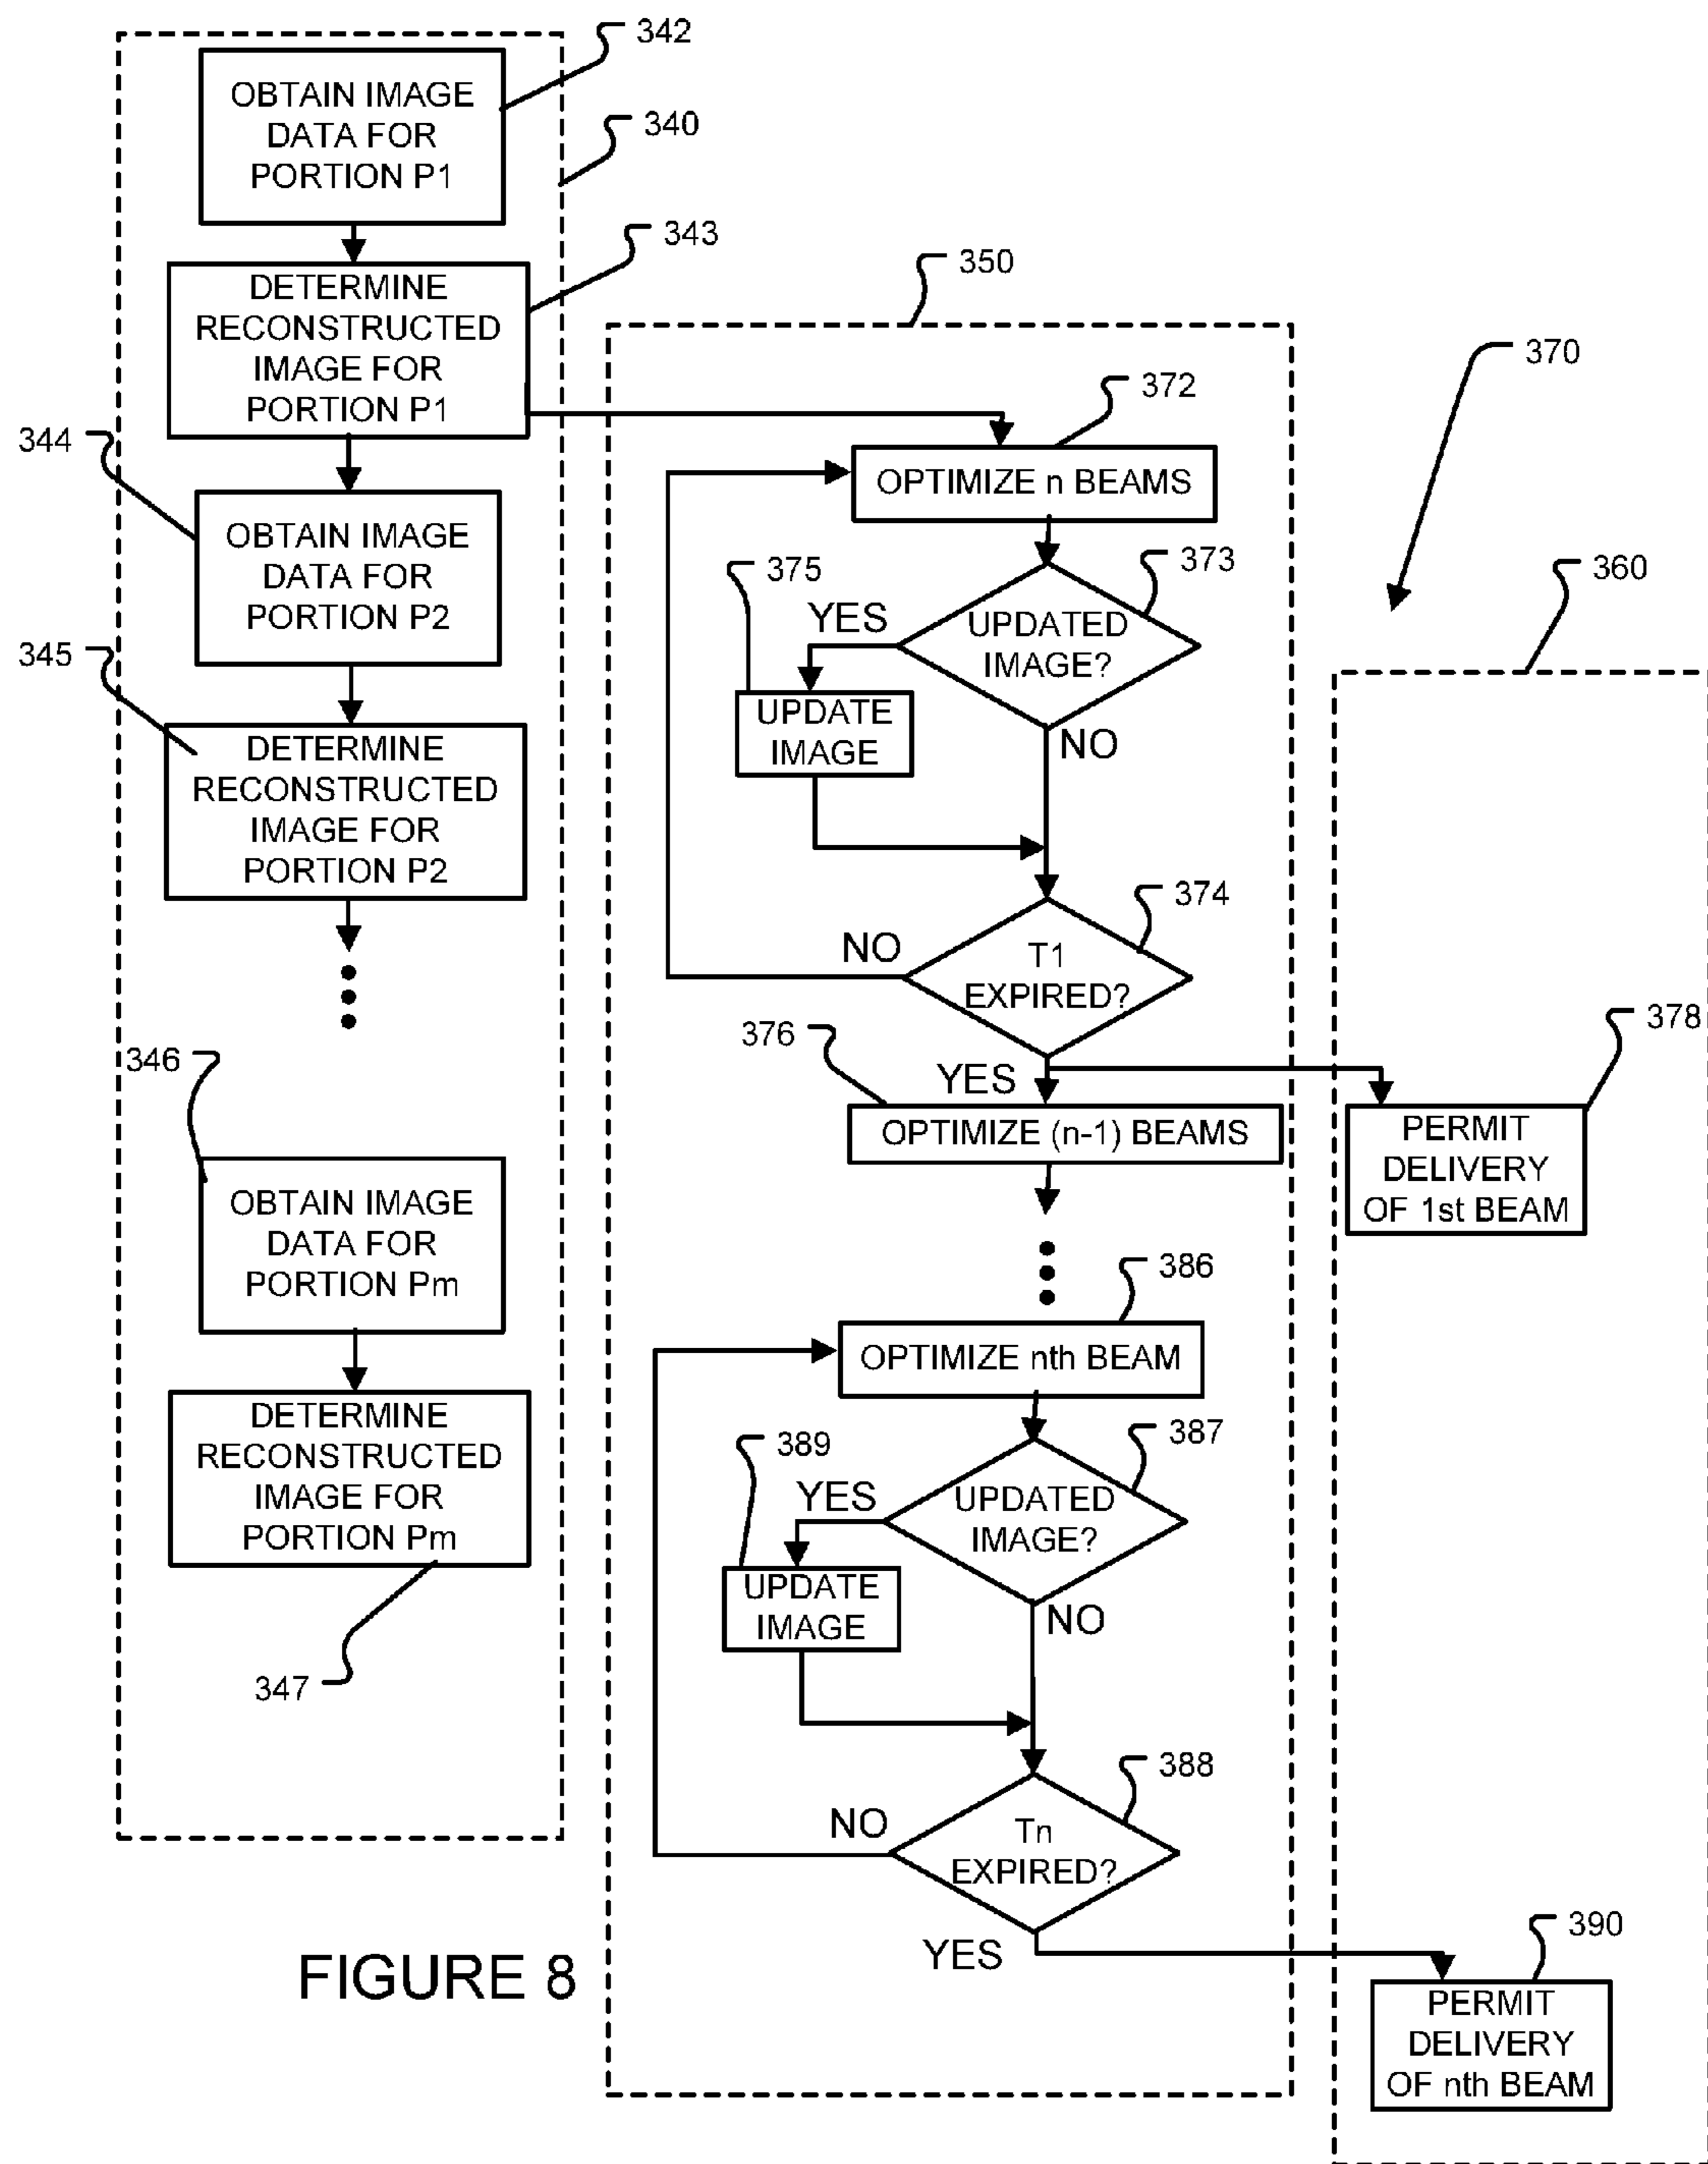 342
OBTAIN IMAGE
DATA FOR
PORTION P1
340
343
DETERMINE
RECONSTRUCTED
IMAGE FOR
PORTION P1
344
OBTAIN IMAGE
DATA FOR
PORTION P2
345
DETERMINE
RECONSTRUCTED
IMAGE FOR
PORTION P2
346
OBTAIN IMAGE
DATA FOR
PORTION Pm
DETERMINE
RECONSTRUCTED
IMAGE FOR
PORTION Pm
347
350
370
372
OPTIMIZE n BEAMS
373
375
YES
UPDATED
IMAGE?
UPDATE
IMAGE
NO
374
NO
T1
EXPIRED?
376
YES
OPTIMIZE (n-1) BEAMS
386
OPTIMIZE nth BEAM
387
389
YES
UPDATED
IMAGE?
UPDATE
IMAGE
NO
388
NO
Tn
EXPIRED?
YES
360
378
PERMIT
DELIVERY
OF 1st BEAM
390
PERMIT
DELIVERY
OF nth BEAM
FIGURE 8